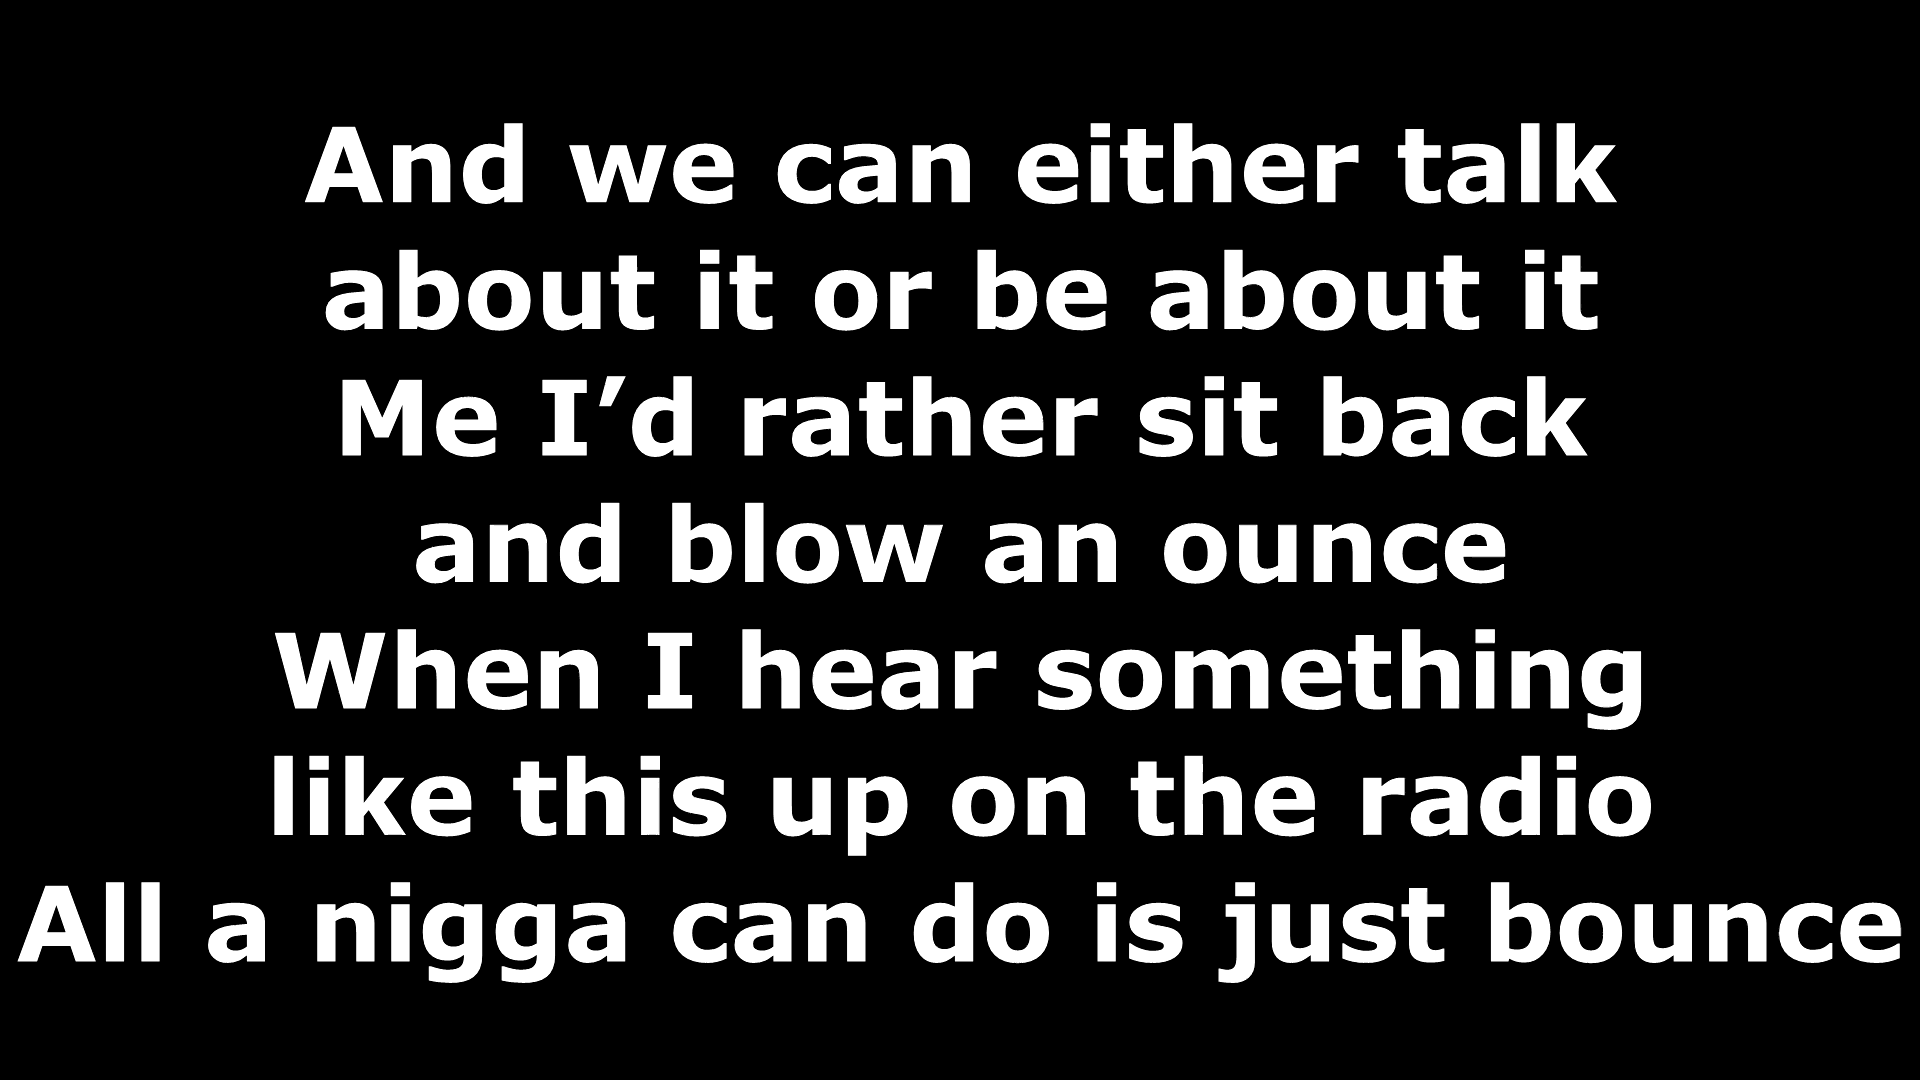 And we can either talk
about it or be about it
Me I’d rather sit back
and blow an ounce
When I hear something
like this up on the radio
All a nigga can do is just bounce